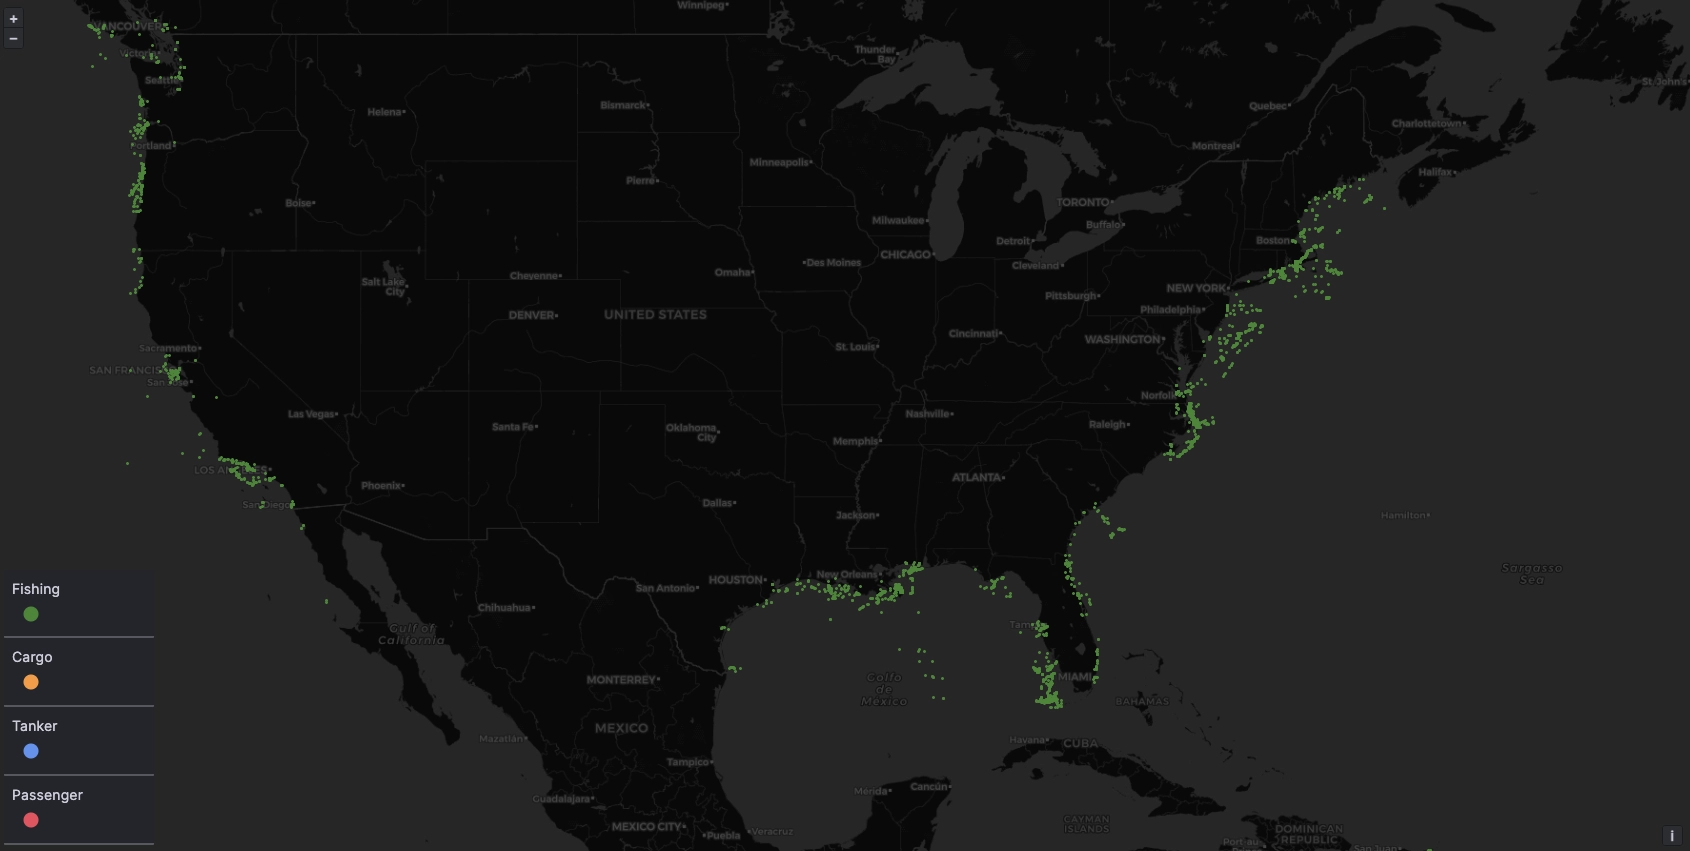 +
−
Winnipeg
VANCOUVER
Victoria
Seattle
Thunder
Bay
St. John's
Helena
Bismarck
Quebec
Charlottetown
Portland
Montreal
Minneapolis
Halifax
Pierre
Boise
TORONTO
Milwaukee
Buffalo
Detroit
Boston
CHICAGO
Des Moines
Cleveland
Salt Lake
City
Cheyenne
Omaha
NEW YORK
Pittsburgh
Philadelphia
DENVER
UNITED STATES
Cincinnati
WASHINGTON
Sacramento
St. Louis
SAN FRANCISCO
San Jose
Norfolk
Las Vegas
Nashville
Santa Fe
Oklahoma
City
Raleigh
Memphis
LOS ANGELES
Phoenix
ATLANTA
San Diego
Dallas
Jackson
Hamilton
Sargasso
Sea
New Orleans
HOUSTON
San Antonio
Chihuahua
Gulf of
California
Tampa
MONTERREY
Golfo
de
México
MIAMI
BAHAMAS
MEXICO
Mazatlán
Havana
CUBA
Tampico
Mérida
Cancún
Guadalajara
MEXICO CITY
Puebla
Veracruz
CAYMAN
ISLANDS
DOMINICAN
REPUBLIC
Port-au
San Juan
Fishing
Cargo
Tanker
Passenger
i